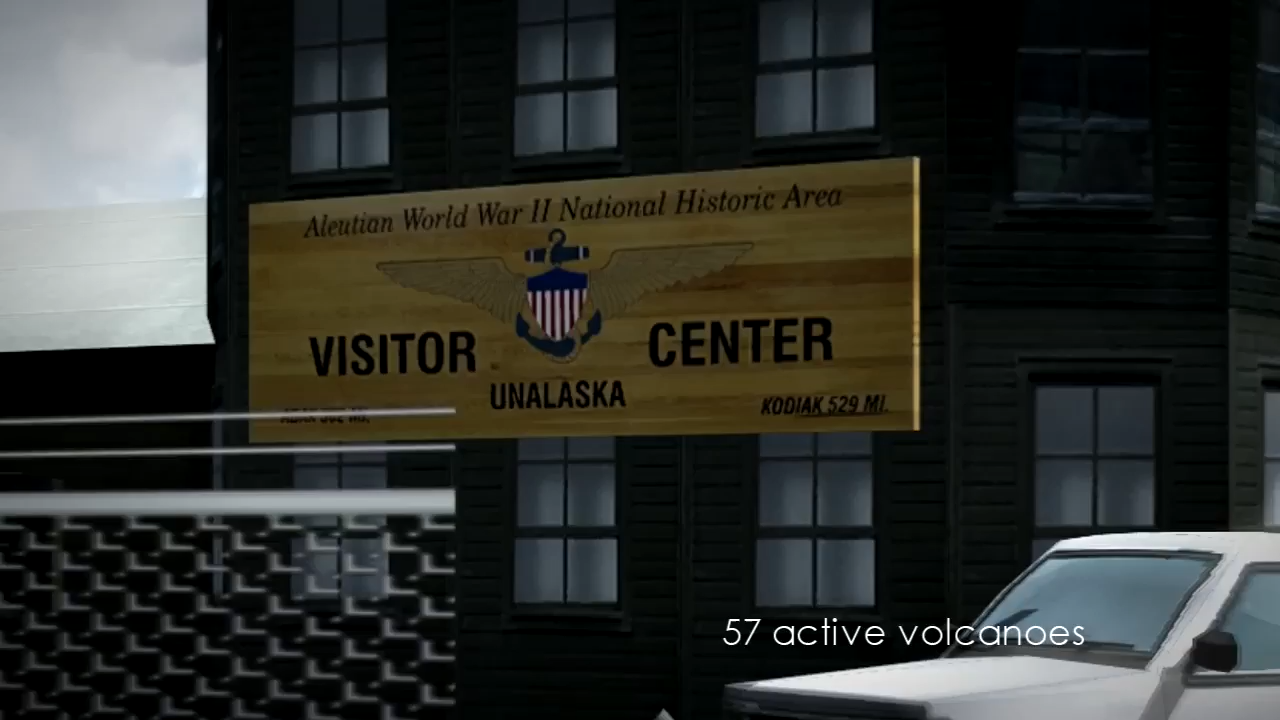 Aleutian World War II National Historic Area
VISITOR CENTER
UNALASKA
KODIAK 529 MI.
57 active volcanoes